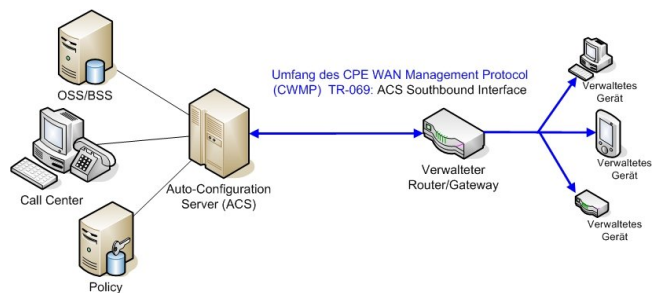 OSS/BSS
Call Center
Policy
Auto-Configuration
Server (ACS)
Umfang des CPE WAN Management Protocol
(CWMP) TR-069: ACS Southbound Interface
Verwalteter
Router/Gateway
Verwaltetes
Gerät
Verwaltetes
Gerät
Verwaltetes
Gerät